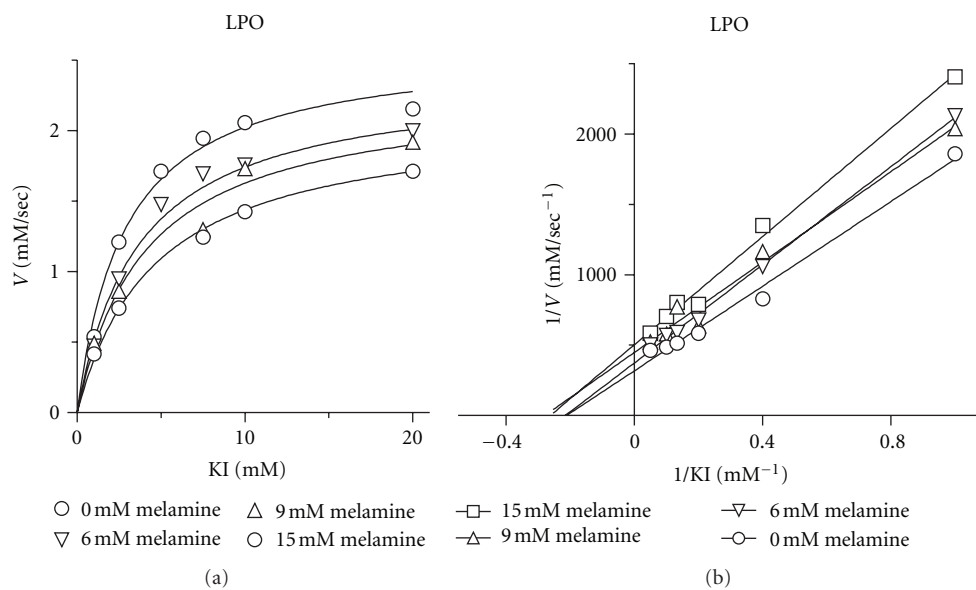 LPO
2
1
0
V (mM/sec)
0 10 20
KI (mM)
0 mM melamine
6 mM melamine
9 mM melamine
15 mM melamine
(a)
LPO
2000
1000
1/V (mM/sec−1)
−0.4 0 0.4 0.8
1/KI (mM−1)
15 mM melamine
9 mM melamine
6 mM melamine
0 mM melamine
(b)